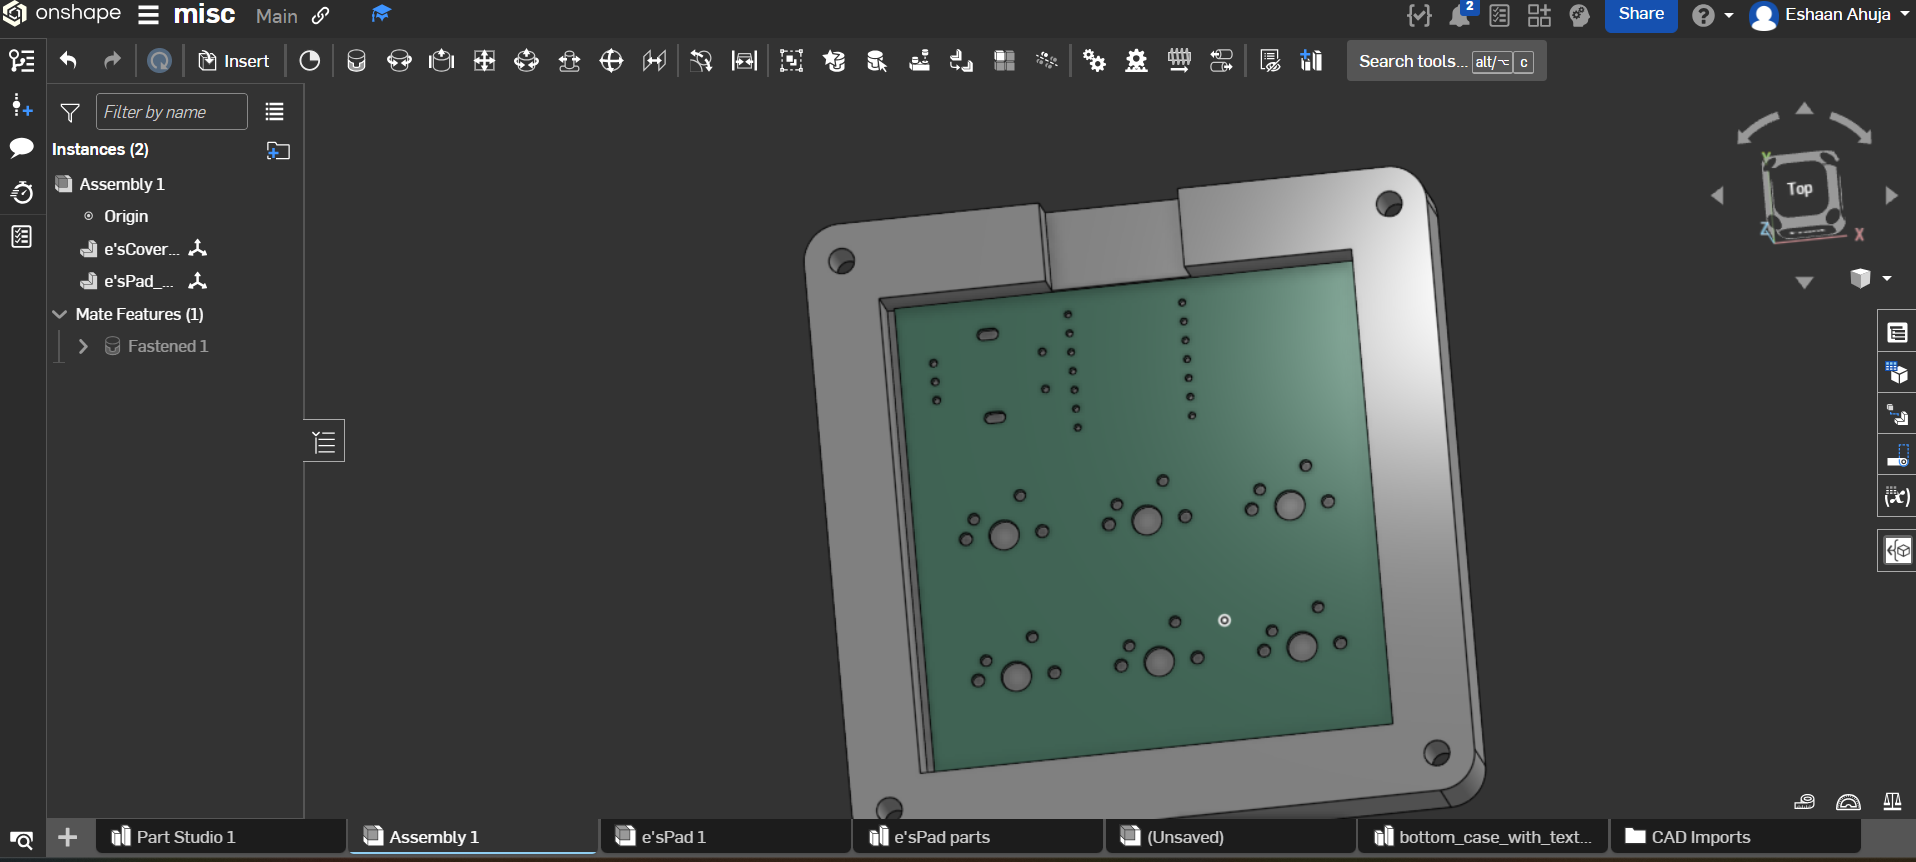 onshape misc Main 2 Share Eshaan Ahuja
Insert Search tools... alt/⌥ c
Filter by name
Instances (2)
Assembly 1
Origin
e'sCover...
e'sPad_...
Mate Features (1)
Fastened 1
Y
Top
Front
Z X
(x)
Part Studio 1 Assembly 1 e'sPad 1 e'sPad parts (Unsaved) bottom_case_with_text... CAD Imports